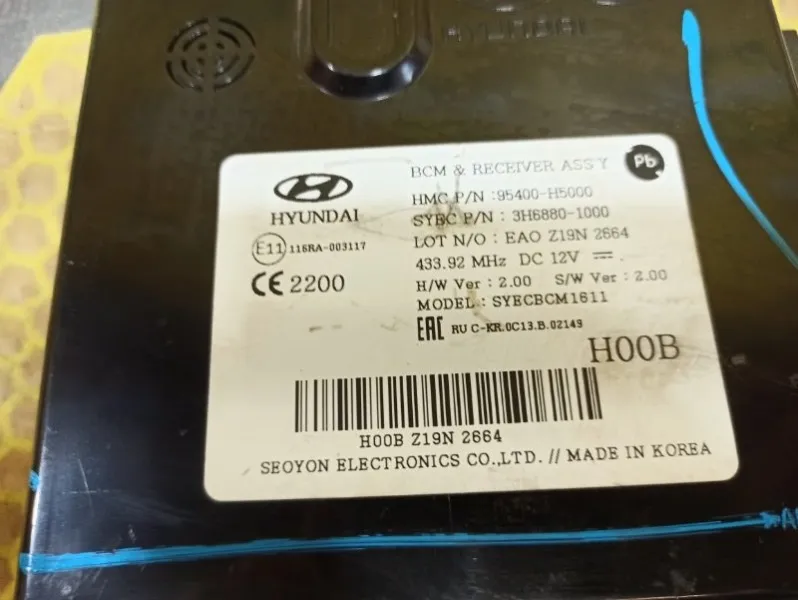 HYUNDAI
BCM & RECEIVER ASS'Y
Pb
HMC P/N :95400-H5000
HYUNDAI
SYEC P/N : 3H6880-1000
E11 116RA-003117
LOT N/O : EAO Z19N 2664
433.92 MHz DC 12V
CE 2200
H/W Ver : 2.00 S/W Ver : 2.00
MODEL: SYECBCM1611
EAC RU C-KR.0C13.B.02149
H00B
H00B Z19N 2664
SEOYON ELECTRONICS CO.,LTD. // MADE IN KOREA